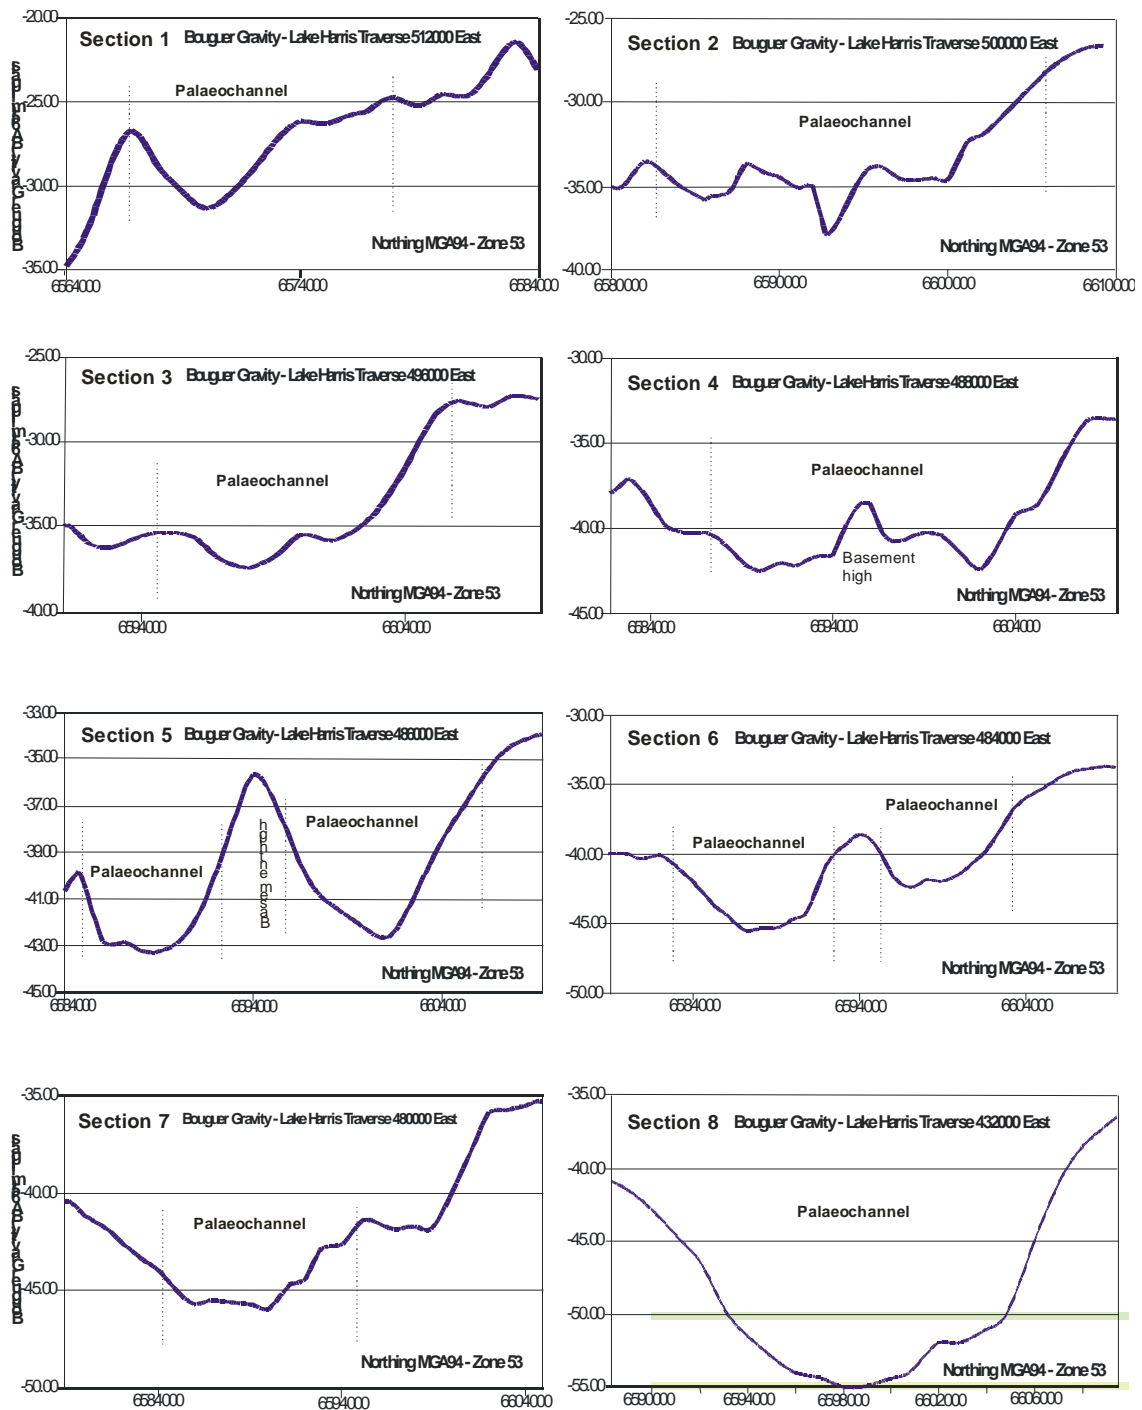 -20.00
Section 1 Bouguer Gravity - Lake Harris Traverse 512000 East
Palaeochannel
-25.00
-30.00
Northing MGA94 - Zone 53
-35.00
6564000 6574000 6584000
-25.00
Section 2 Bouguer Gravity - Lake Harris Traverse 500000 East
-30.00
Palaeochannel
-35.00
Northing MGA94 - Zone 53
-40.00
6580000 6590000 6600000 6610000
-25.00
Section 3 Bouguer Gravity - Lake Harris Traverse 496000 East
-30.00
Palaeochannel
-35.00
Northing MGA94 - Zone 53
-40.00
6594000 6604000
-30.00
Section 4 Bouguer Gravity - Lake Harris Traverse 488000 East
-35.00
Palaeochannel
-40.00
Basement
high
Northing MGA94 - Zone 53
-45.00
6584000 6594000 6604000
-33.00
Section 5 Bouguer Gravity - Lake Harris Traverse 486000 East
-35.00
-37.00
Palaeochannel
-39.00
Palaeochannel
Basement high
-41.00
-43.00
Northing MGA94 - Zone 53
-45.00
6584000 6594000 6604000
-30.00
Section 6 Bouguer Gravity - Lake Harris Traverse 484000 East
-35.00
Palaeochannel
Palaeochannel
-40.00
-45.00
Northing MGA94 - Zone 53
-50.00
6584000 6594000 6604000
-35.00
Section 7 Bouguer Gravity - Lake Harris Traverse 480000 East
-40.00
Palaeochannel
-45.00
Northing MGA94 - Zone 53
-50.00
6584000 6594000 6604000
-35.00
Section 8 Bouguer Gravity - Lake Harris Traverse 432000 East
-40.00
Palaeochannel
-45.00
-50.00
Northing MGA94 - Zone 53
-55.00
6590000 6594000 6598000 6602000 6606000